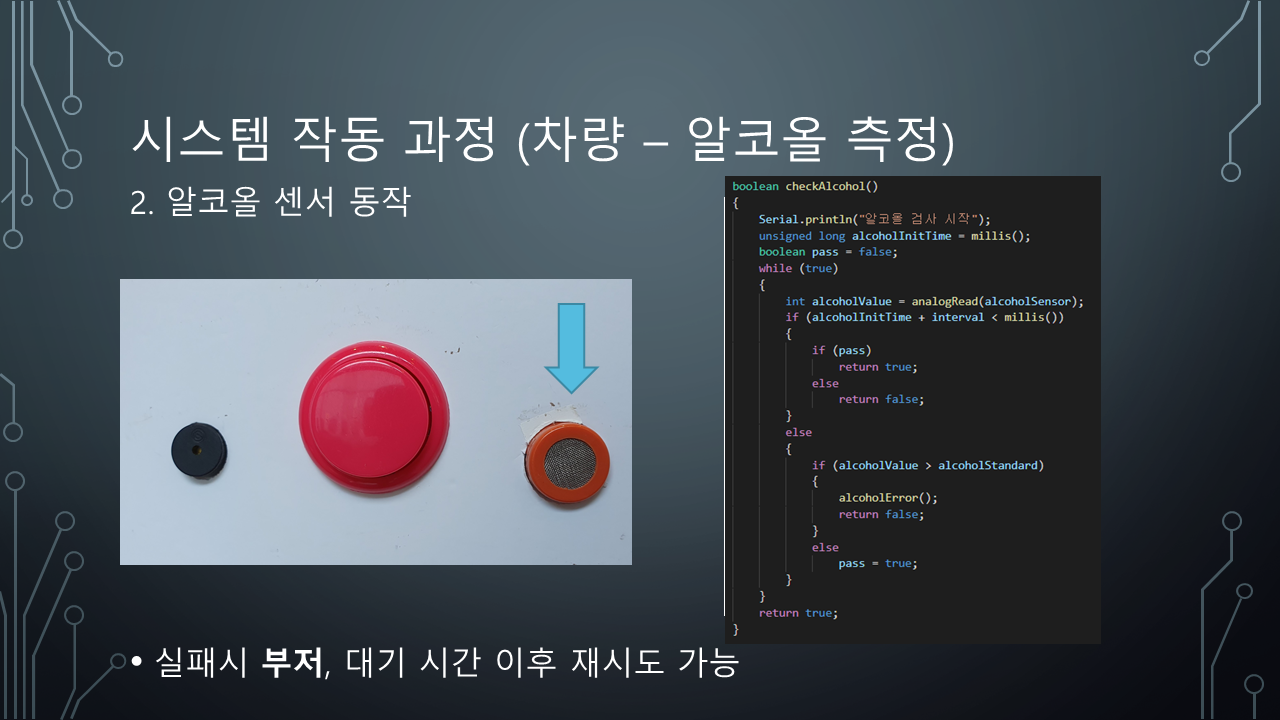 시스템 작동 과정 (차량 – 알코올 측정)
2. 알코올 센서 동작
boolean checkAlcohol()
{
    Serial.println("알코올 검사 시작");
    unsigned long alcoholInitTime = millis();
    boolean pass = false;
    while (true)
    {
        int alcoholValue = analogRead(alcoholSensor);
        if (alcoholInitTime + interval < millis())
        {
            if (pass)
                return true;
            else
                return false;
        }
        else
        {
            if (alcoholValue > alcoholStandard)
            {
                alcoholError();
                return false;
            }
            else
                pass = true;
        }
    }
    return true;
}
• 실패시 부저, 대기 시간 이후 재시도 가능